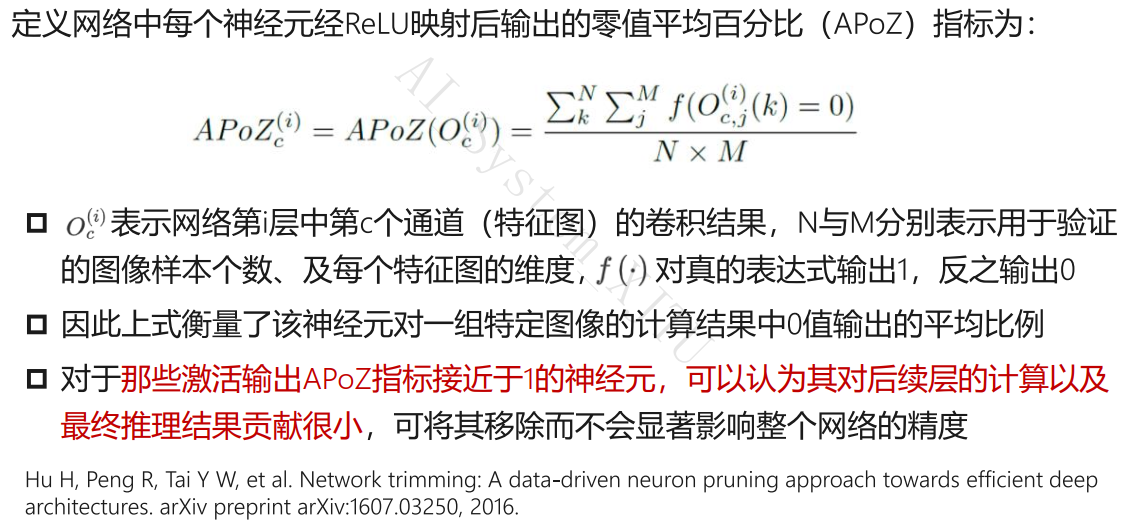 定义网络中每个神经元经ReLU映射后输出的零值平均百分比（APoZ）指标为：
$APoZ_c^{(i)} = APoZ(O_c^{(i)}) = \frac{\sum_k^N \sum_j^M f(O_{c,j}^{(i)}(k)=0)}{N \times M}$
$O_c^{(i)}$表示网络第i层中第c个通道（特征图）的卷积结果，N与M分别表示用于验证
的图像样本个数、及每个特征图的维度, $f(\cdot)$ 对真的表达式输出1，反之输出0
因此上式衡量了该神经元对一组特定图像的计算结果中0值输出的平均比例
对于那些激活输出APoZ指标接近于1的神经元，可以认为其对后续层的计算以及
最终推理结果贡献很小，可将其移除而不会显著影响整个网络的精度
Hu H, Peng R, Tai Y W, et al. Network trimming: A data-driven neuron pruning approach towards efficient deep
architectures. arXiv preprint arXiv:1607.03250, 2016.